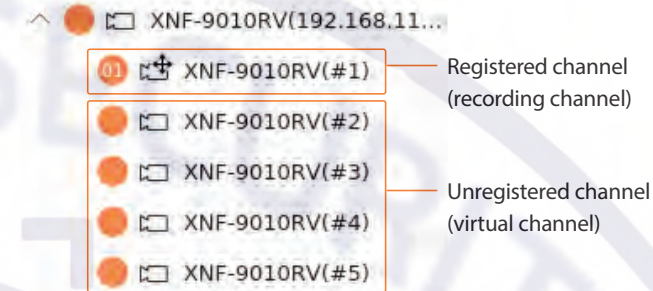 XNF-9010RV(192.168.11...
01 XNF-9010RV(#1)
Registered channel
(recording channel)
XNF-9010RV(#2)
XNF-9010RV(#3)
XNF-9010RV(#4)
XNF-9010RV(#5)
Unregistered channel
(virtual channel)